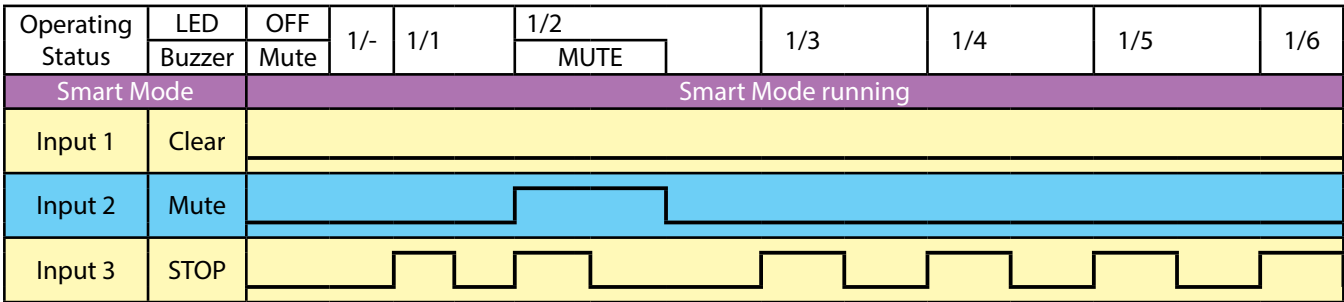 Operating Status LED OFF 1/- 1/1 1/2 1/3 1/4 1/5 1/6
Buzzer Mute MUTE
Smart Mode Smart Mode running
Input 1 Clear
Input 2 Mute
Input 3 STOP